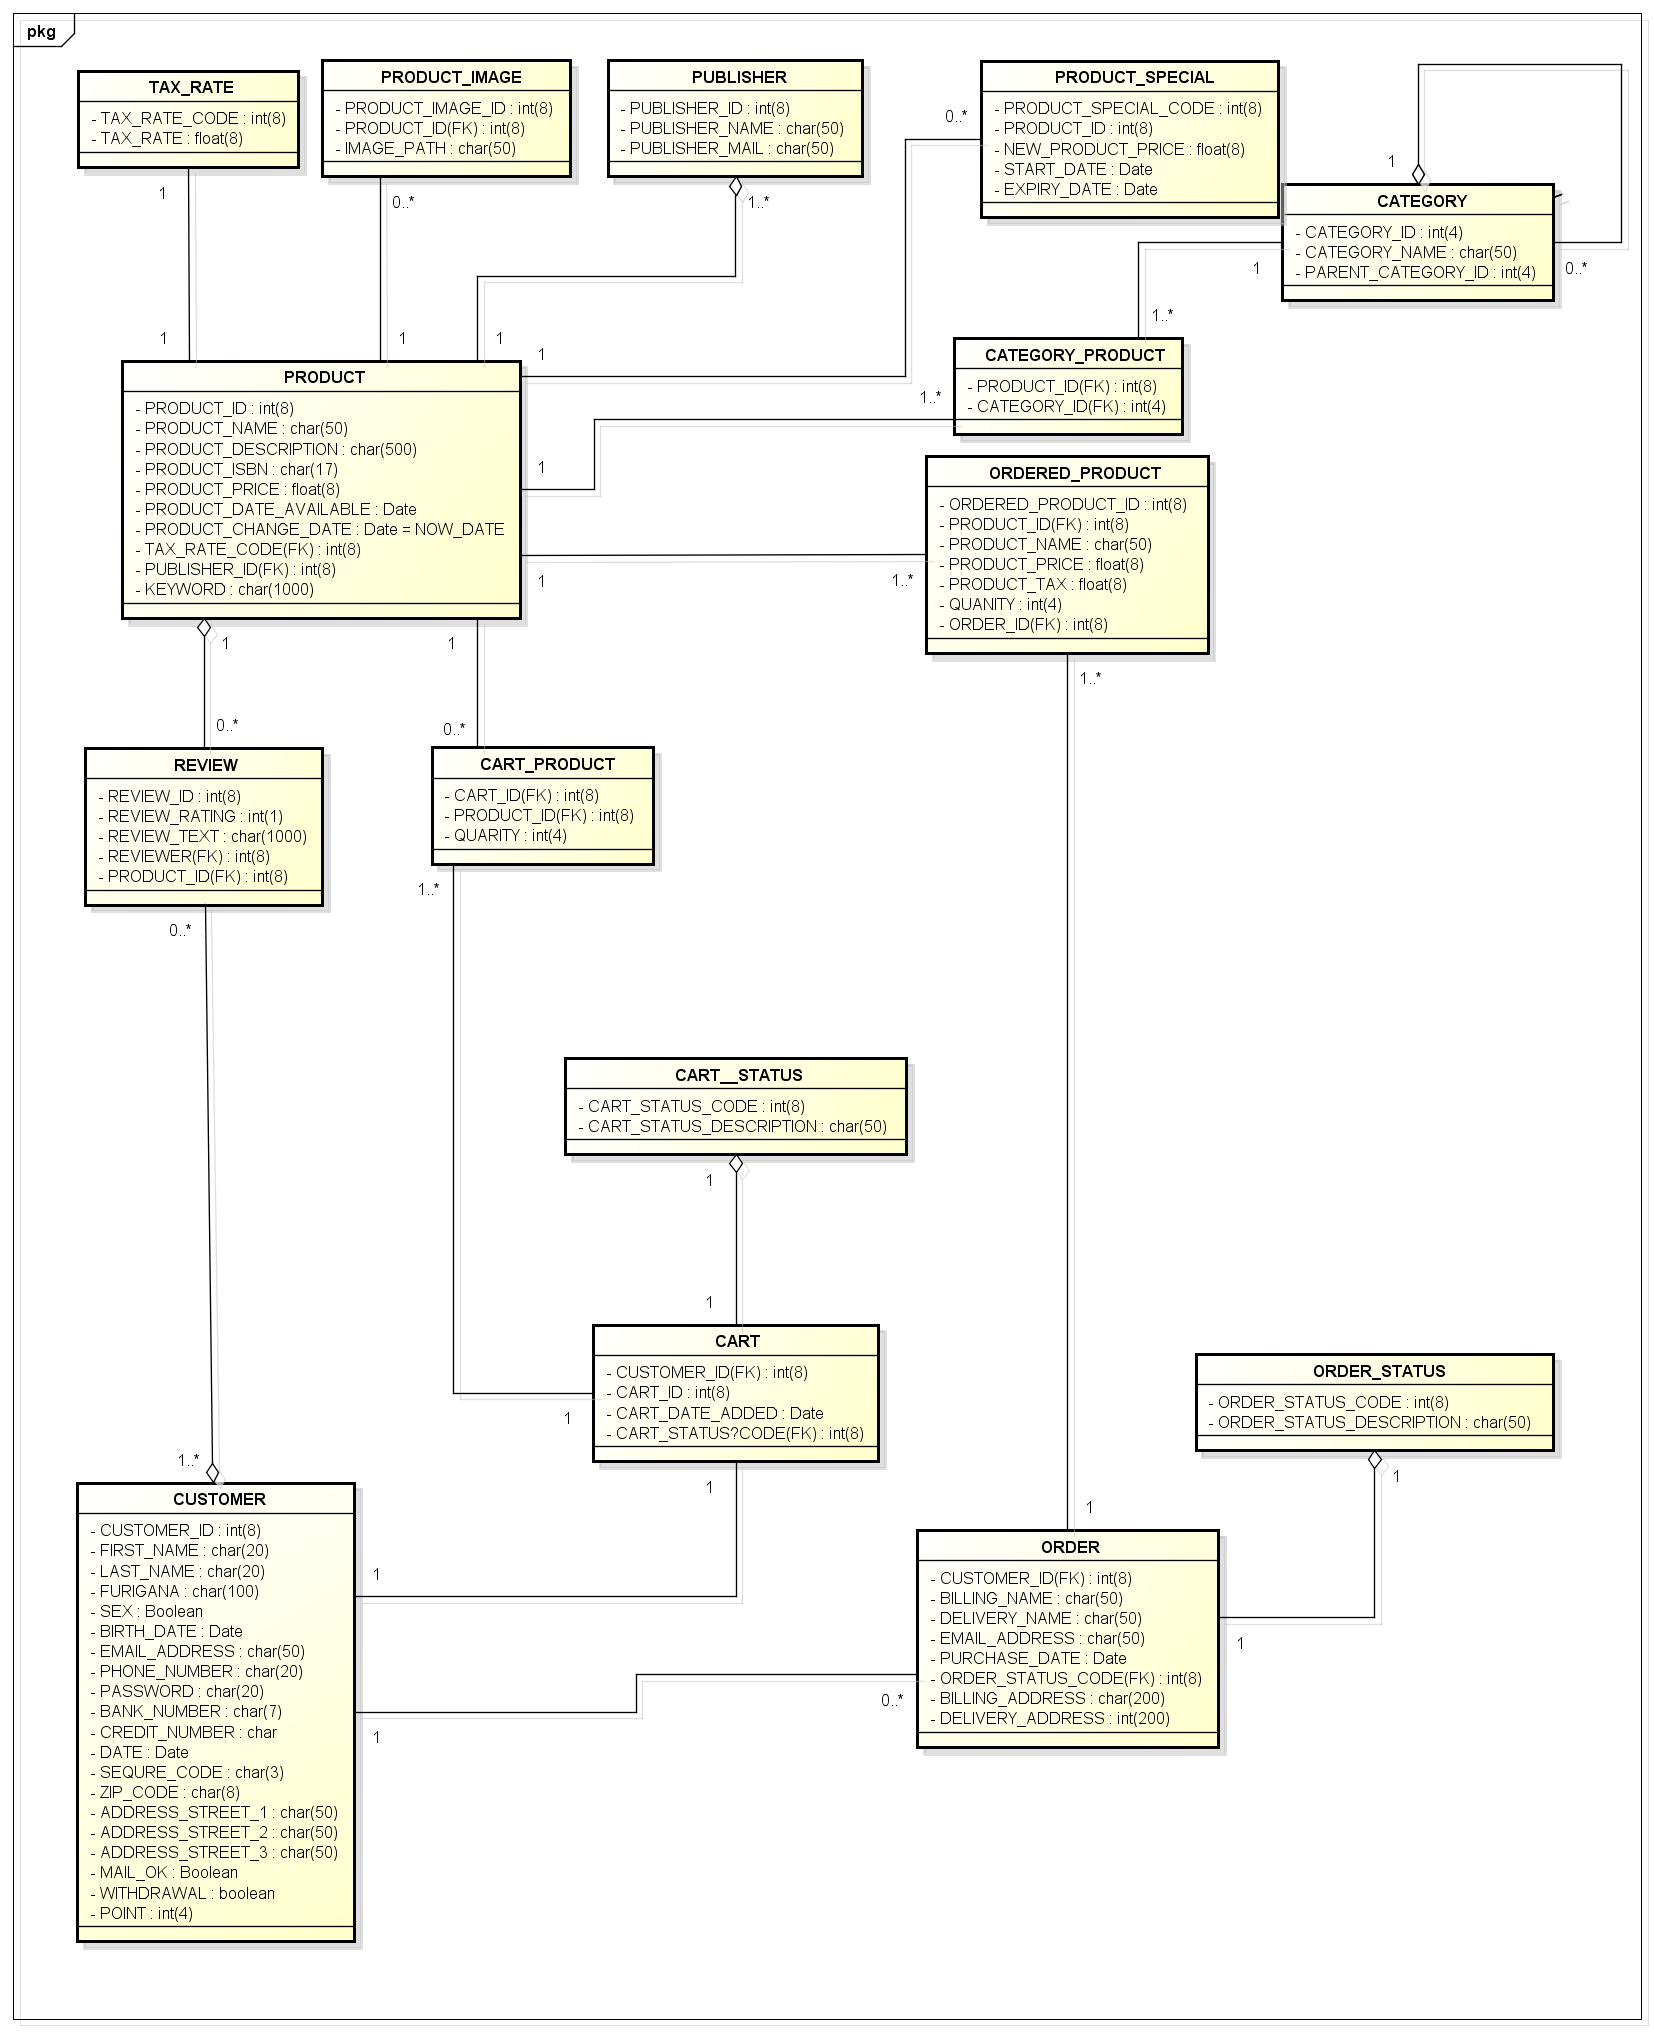 pkg
TAX_RATE
- TAX_RATE_CODE : int(8)
- TAX_RATE : float(8)
PRODUCT_IMAGE
- PRODUCT_IMAGE_ID : int(8)
- PRODUCT_ID(FK) : int(8)
- IMAGE_PATH : char(50)
PUBLISHER
- PUBLISHER_ID : int(8)
- PUBLISHER_NAME : char(50)
- PUBLISHER_MAIL : char(50)
PRODUCT_SPECIAL
- PRODUCT_SPECIAL_CODE : int(8)
- PRODUCT_ID : int(8)
- NEW_PRODUCT_PRICE : float(8)
- START_DATE : Date
- EXPIRY_DATE : Date
0..*
1
CATEGORY
- CATEGORY_ID : int(4)
- CATEGORY_NAME : char(50)
- PARENT_CATEGORY_ID : int(4)
1
0..*
1
0..*
1..*
1..*
1
1
1
1
CATEGORY_PRODUCT
- PRODUCT_ID(FK) : int(8)
- CATEGORY_ID(FK) : int(4)
1..*
PRODUCT
- PRODUCT_ID : int(8)
- PRODUCT_NAME : char(50)
- PRODUCT_DESCRIPTION : char(500)
- PRODUCT_ISBN : char(17)
- PRODUCT_PRICE : float(8)
- PRODUCT_DATE_AVAILABLE : Date
- PRODUCT_CHANGE_DATE : Date = NOW_DATE
- TAX_RATE_CODE(FK) : int(8)
- PUBLISHER_ID(FK) : int(8)
- KEYWORD : char(1000)
1
1
1..*
ORDERED_PRODUCT
- ORDERED_PRODUCT_ID : int(8)
- PRODUCT_ID(FK) : int(8)
- PRODUCT_NAME : char(50)
- PRODUCT_PRICE : float(8)
- PRODUCT_TAX : float(8)
- QUANITY : int(4)
- ORDER_ID(FK) : int(8)
1
1
1..*
0..*
0..*
REVIEW
- REVIEW_ID : int(8)
- REVIEW_RATING : int(1)
- REVIEW_TEXT : char(1000)
- REVIEWER(FK) : int(8)
- PRODUCT_ID(FK) : int(8)
CART_PRODUCT
- CART_ID(FK) : int(8)
- PRODUCT_ID(FK) : int(8)
- QUARITY : int(4)
1..*
0..*
CART__STATUS
- CART_STATUS_CODE : int(8)
- CART_STATUS_DESCRIPTION : char(50)
1
1
CART
- CUSTOMER_ID(FK) : int(8)
- CART_ID : int(8)
- CART_DATE_ADDED : Date
- CART_STATUS?CODE(FK) : int(8)
1
1
ORDER_STATUS
- ORDER_STATUS_CODE : int(8)
- ORDER_STATUS_DESCRIPTION : char(50)
1
1..*
CUSTOMER
- CUSTOMER_ID : int(8)
- FIRST_NAME : char(20)
- LAST_NAME : char(20)
- FURIGANA : char(100)
- SEX : Boolean
- BIRTH_DATE : Date
- EMAIL_ADDRESS : char(50)
- PHONE_NUMBER : char(20)
- PASSWORD : char(20)
- BANK_NUMBER : char(7)
- CREDIT_NUMBER : char
- DATE : Date
- SEQURE_CODE : char(3)
- ZIP_CODE : char(8)
- ADDRESS_STREET_1 : char(50)
- ADDRESS_STREET_2 : char(50)
- ADDRESS_STREET_3 : char(50)
- MAIL_OK : Boolean
- WITHDRAWAL : boolean
- POINT : int(4)
1
1
1
ORDER
- CUSTOMER_ID(FK) : int(8)
- BILLING_NAME : char(50)
- DELIVERY_NAME : char(50)
- EMAIL_ADDRESS : char(50)
- PURCHASE_DATE : Date
- ORDER_STATUS_CODE(FK) : int(8)
- BILLING_ADDRESS : char(200)
- DELIVERY_ADDRESS : int(200)
1
0..*